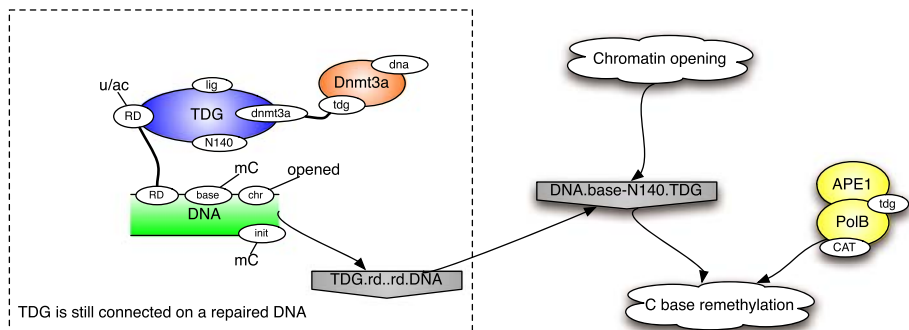 u/ac
RD
lig
TDG
dnmt3a
N140
Dnmt3a
dna
tdg
RD
base
chr
mC
opened
DNA
init
mC
TDG.rd..rd.DNA
TDG is still connected on a repaired DNA
Chromatin opening
DNA.base-N140.TDG
APE1
tdg
PolB
CAT
C base remethylation